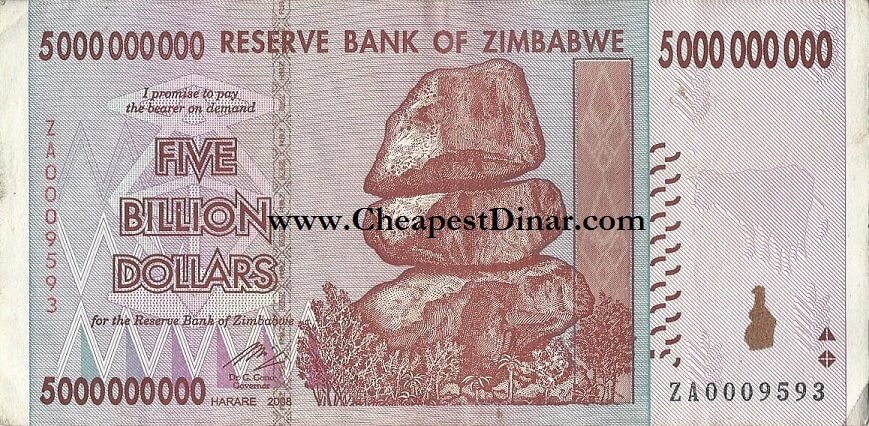 5000000000 RESERVE BANK OF ZIMBABWE 5000000000
I promise to pay
the bearer on demand
ZA0009593
FIVE
BILLION
DOLLARS
www.CheapestDinar.com
for the Reserve Bank of Zimbabwe
Dr. G. Gono
Governor
5000000000
HARARE 2008
ZA0009593